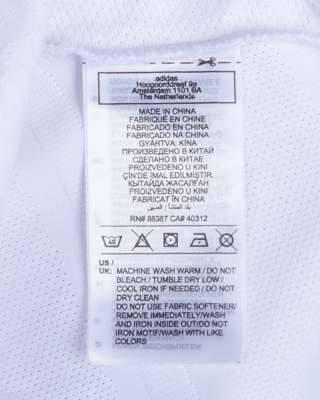 adidas
Hoogoorddreef 9a
Amsterdam 1101 BA
The Netherlands
MADE IN CHINA
FABRIQUÉ EN CHINE
FABRICADO EN CHINA
FABRICADO NA CHINA
GYÁRTVA: KÍNA
ПРОИЗВЕДЕНО В КИТАЙ
СДЕЛАНО В КИТАЕ
PROIZVEDENO U KINI
ÇİN'DE İMAL EDİLMİŞTİR.
ҚЫТАЙДА ЖАСАЛҒАН
PROIZVEDENO U KINI
FABRICAT ÎN CHINA
صنع في : الصين
RN# 88387 CA# 40312
40
US /
UK: MACHINE WASH WARM / DO NOT
BLEACH / TUMBLE DRY LOW /
COOL IRON IF NEEDED / DO NOT
DRY CLEAN
DO NOT USE FABRIC SOFTENER/
REMOVE IMMEDIATELY/WASH
AND IRON INSIDE OUT/DO NOT
IRON MOTIF/WASH WITH LIKE
COLORS